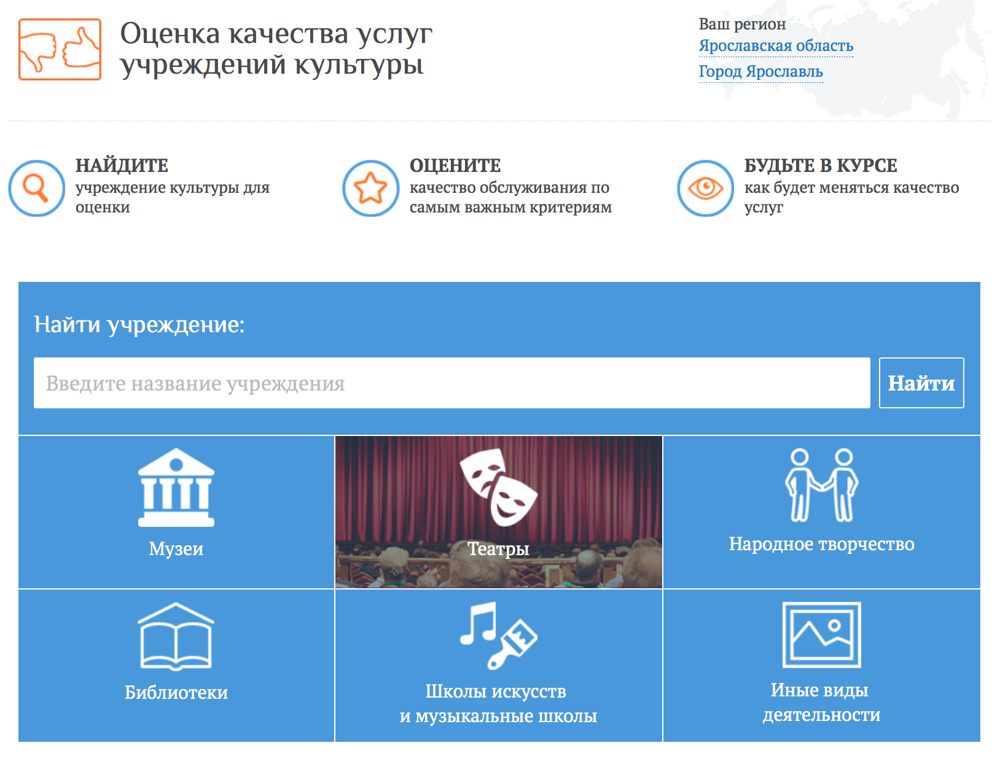 Оценка качества услуг
учреждений культуры
Ваш регион
Ярославская область
Город Ярославль
НАЙДИТЕ
учреждение культуры для
оценки
ОЦЕНИТЕ
качество обслуживания по
самым важным критериям
БУДЬТЕ В КУРСЕ
как будет меняться качество
услуг
Найти учреждение:
Введите название учреждения
Найти
Музеи
Театры
Народное творчество
Библиотеки
Школы искусств
и музыкальные школы
Иные виды
деятельности